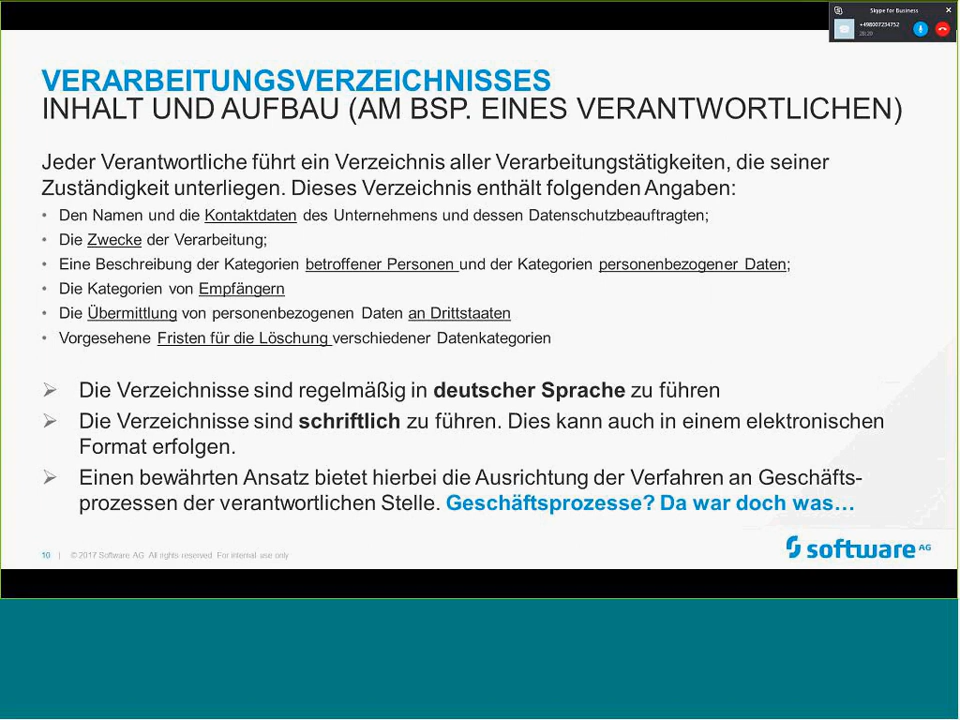 Skype for Business
+498007234752
28:20
VERARBEITUNGSVERZEICHNISSES
INHALT UND AUFBAU (AM BSP. EINES VERANTWORTLICHEN)
Jeder Verantwortliche führt ein Verzeichnis aller Verarbeitungstätigkeiten, die seiner
Zuständigkeit unterliegen. Dieses Verzeichnis enthält folgenden Angaben:
• Den Namen und die Kontaktdaten des Unternehmens und dessen Datenschutzbeauftragten;
• Die Zwecke der Verarbeitung;
• Eine Beschreibung der Kategorien betroffener Personen und der Kategorien personenbezogener Daten;
• Die Kategorien von Empfängern
• Die Übermittlung von personenbezogenen Daten an Drittstaaten
• Vorgesehene Fristen für die Löschung verschiedener Datenkategorien
Die Verzeichnisse sind regelmäßig in deutscher Sprache zu führen
Die Verzeichnisse sind schriftlich zu führen. Dies kann auch in einem elektronischen
Format erfolgen.
Einen bewährten Ansatz bietet hierbei die Ausrichtung der Verfahren an Geschäfts-
prozessen der verantwortlichen Stelle. Geschäftsprozesse? Da war doch was…
10 | © 2017 Software AG. All rights reserved. For internal use only
software AG